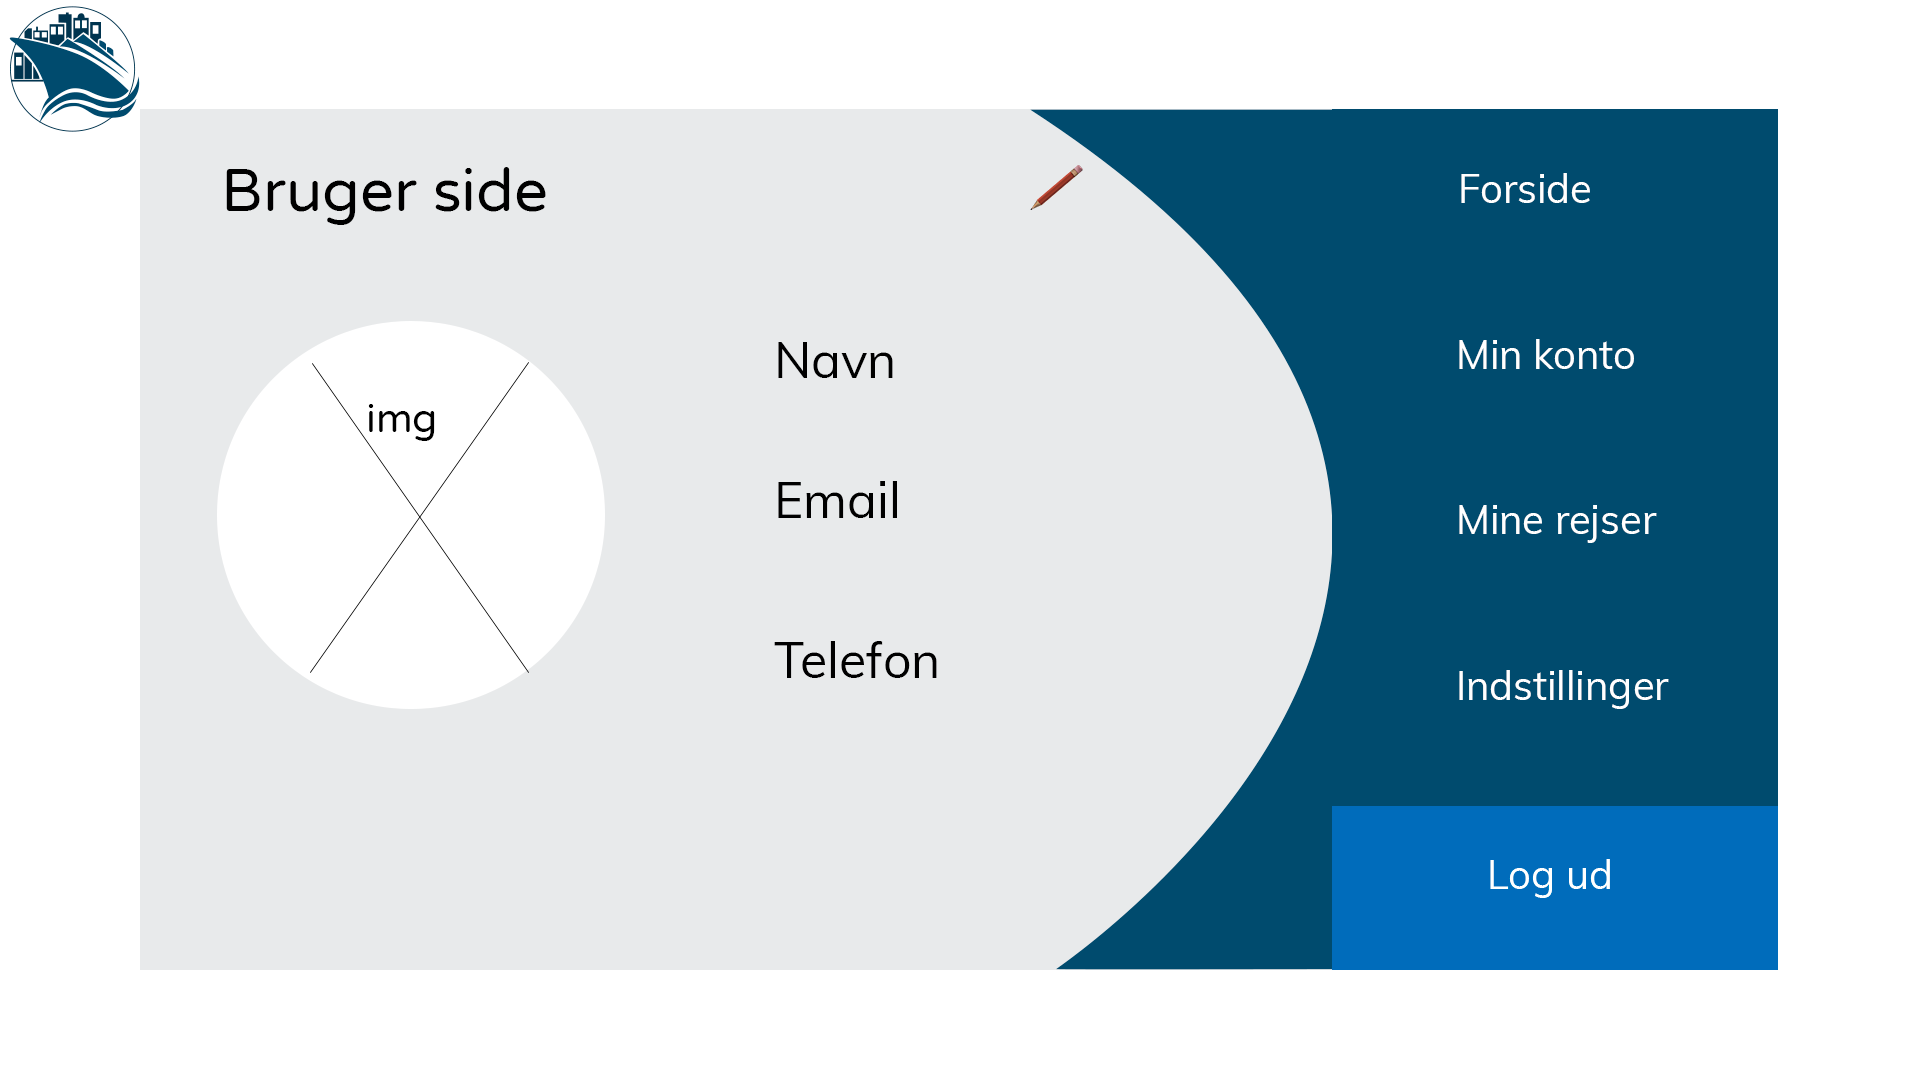 Bruger side
img
Navn
Email
Telefon
Forside
Min konto
Mine rejser
Indstillinger
Log ud